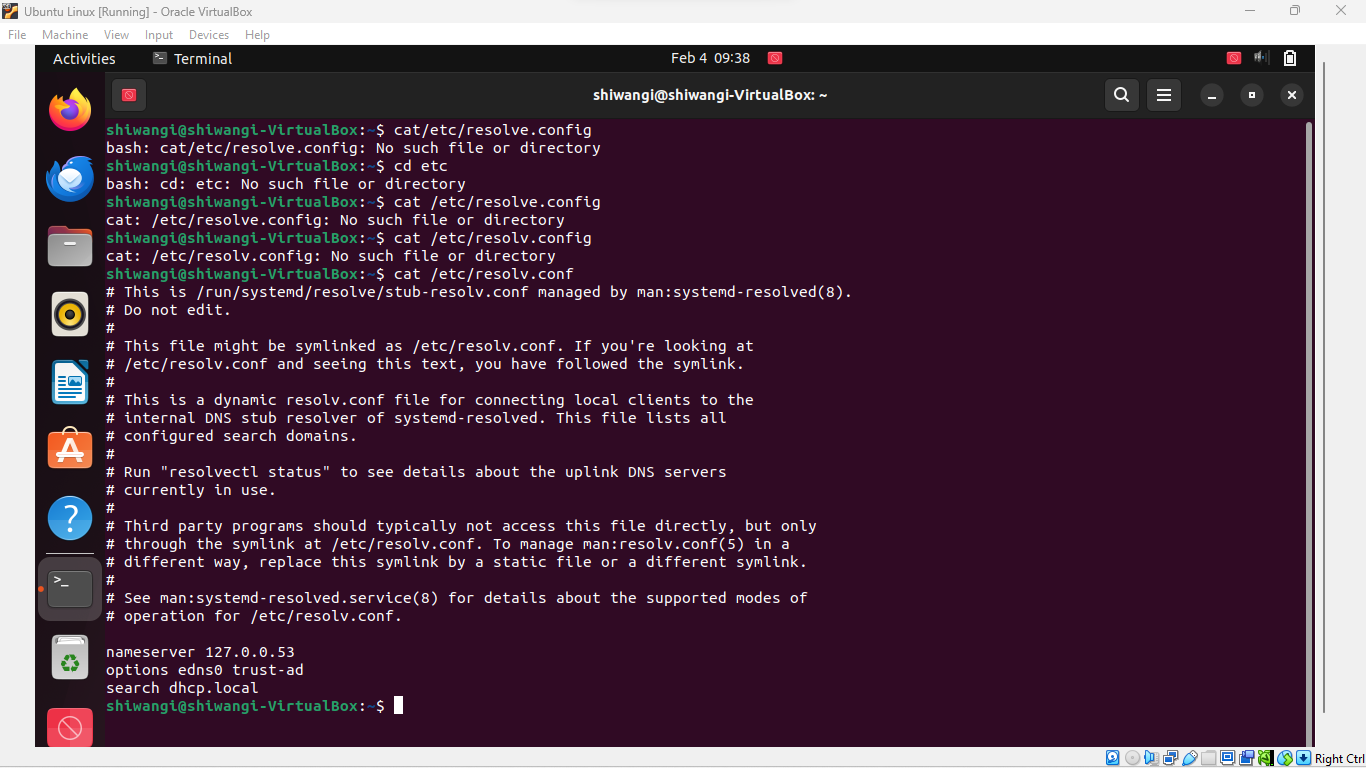 Ubuntu Linux [Running] - Oracle VirtualBox
File Machine View Input Devices Help
Activities Terminal Feb 4 09:38
shiwangi@shiwangi-VirtualBox: ~
shiwangi@shiwangi-VirtualBox:~$ cat/etc/resolve.config
bash: cat/etc/resolve.config: No such file or directory
shiwangi@shiwangi-VirtualBox:~$ cd etc
bash: cd: etc: No such file or directory
shiwangi@shiwangi-VirtualBox:~$ cat /etc/resolve.config
cat: /etc/resolve.config: No such file or directory
shiwangi@shiwangi-VirtualBox:~$ cat /etc/resolv.config
cat: /etc/resolv.config: No such file or directory
shiwangi@shiwangi-VirtualBox:~$ cat /etc/resolv.conf
# This is /run/systemd/resolve/stub-resolv.conf managed by man:systemd-resolved(8).
# Do not edit.
#
# This file might be symlinked as /etc/resolv.conf. If you're looking at
# /etc/resolv.conf and seeing this text, you have followed the symlink.
#
# This is a dynamic resolv.conf file for connecting local clients to the
# internal DNS stub resolver of systemd-resolved. This file lists all
# configured search domains.
#
# Run "resolvectl status" to see details about the uplink DNS servers
# currently in use.
#
# Third party programs should typically not access this file directly, but only
# through the symlink at /etc/resolv.conf. To manage man:resolv.conf(5) in a
# different way, replace this symlink by a static file or a different symlink.
#
# See man:systemd-resolved.service(8) for details about the supported modes of
# operation for /etc/resolv.conf.

nameserver 127.0.0.53
options edns0 trust-ad
search dhcp.local
shiwangi@shiwangi-VirtualBox:~$
Right Ctrl